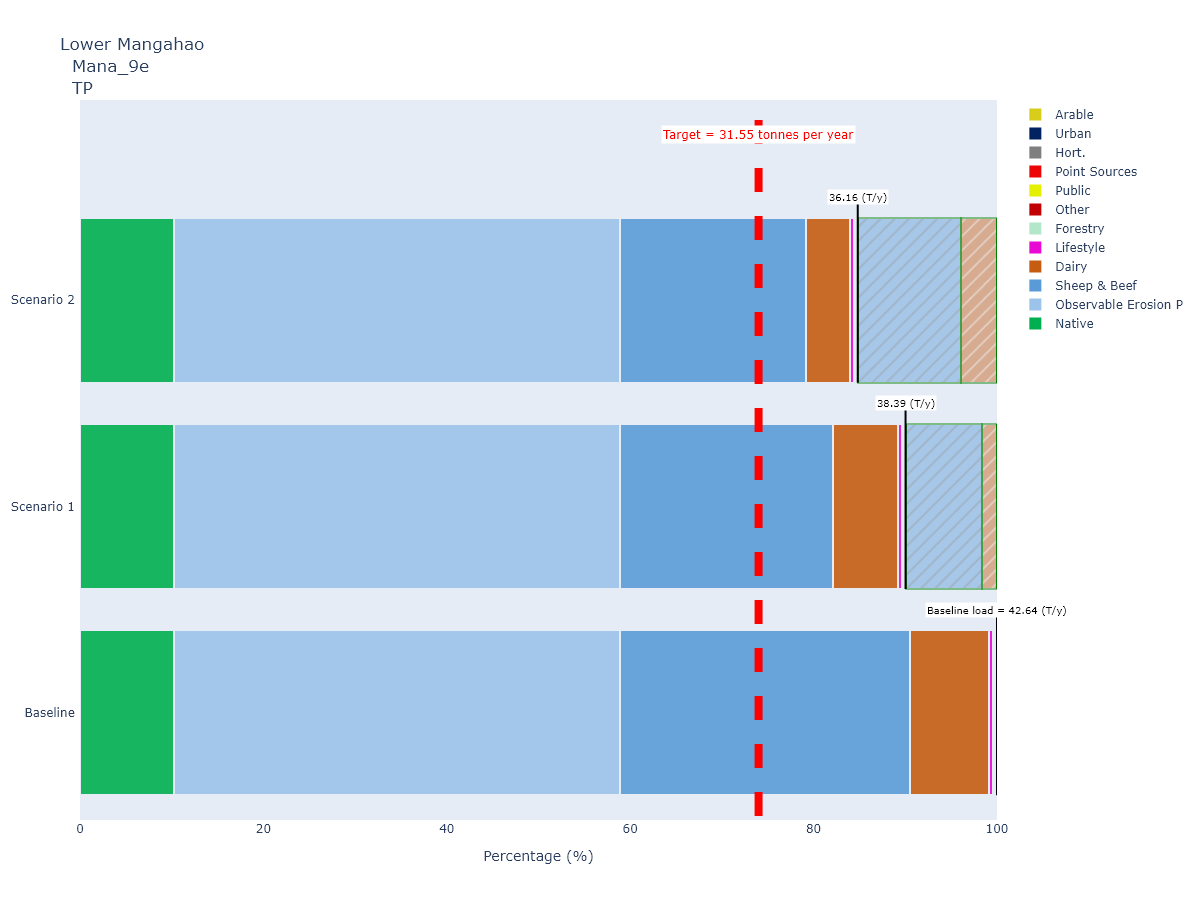 Lower Mangahao
Mana_9e
TP
Target = 31.55 tonnes per year
36.16 (T/y)
Scenario 2
38.39 (T/y)
Scenario 1
Baseline load = 42.64 (T/y)
Baseline
0 20 40 60 80 100
Percentage (%)
Arable
Urban
Hort.
Point Sources
Public
Other
Forestry
Lifestyle
Dairy
Sheep & Beef
Observable Erosion P
Native